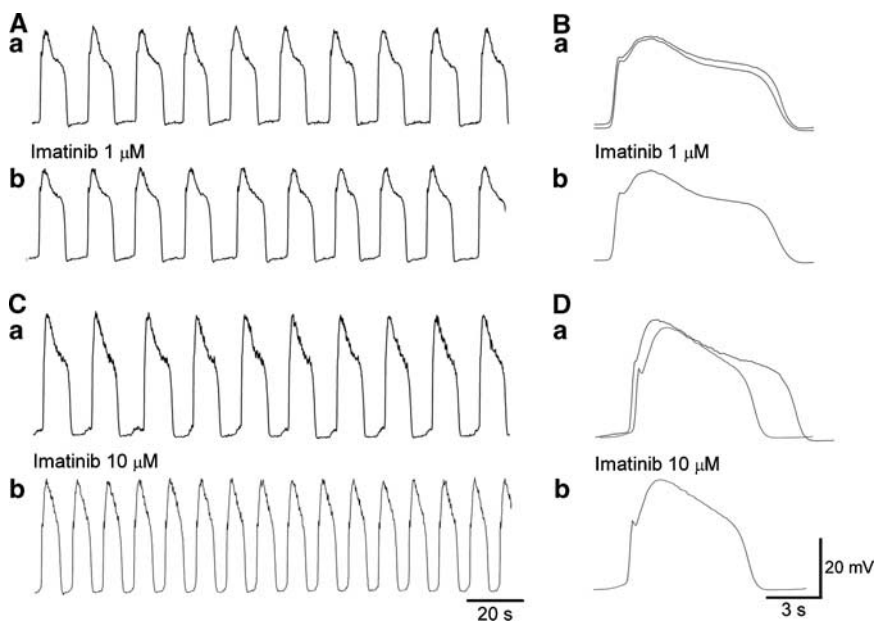 A
a
B
a
Imatinib 1 μM
b
Imatinib 1 μM
b
C
a
D
a
Imatinib 10 μM
b
Imatinib 10 μM
b
20 mV
20 s
3 s